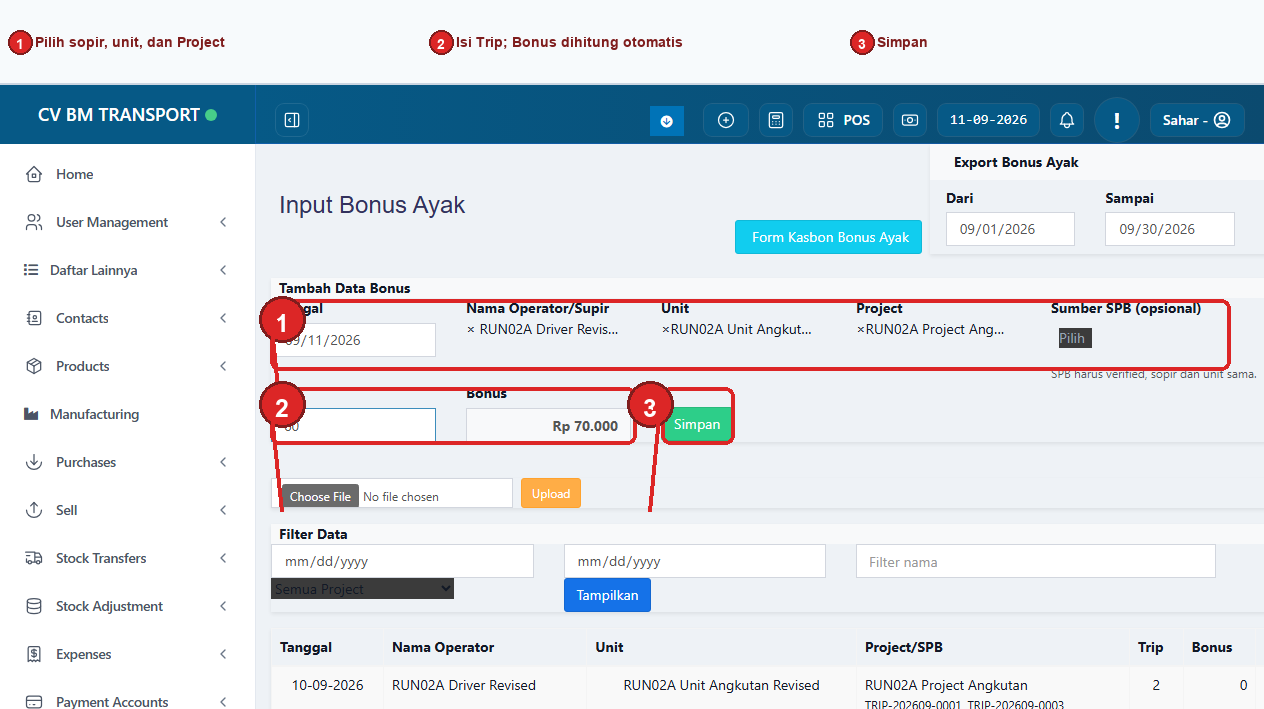 1 Pilih sopir, unit, dan Project
2 Isi Trip; Bonus dihitung otomatis
3 Simpan
CV BM TRANSPORT
POS
11-09-2026
Sahar -
Home
User Management
Daftar Lainnya
Contacts
Products
Manufacturing
Purchases
Sell
Stock Transfers
Stock Adjustment
Expenses
Payment Accounts
Export Bonus Ayak
Dari
Sampai
09/01/2026
09/30/2026
Input Bonus Ayak
Form Kasbon Bonus Ayak
Tambah Data Bonus
Nama Operator/Supir
Unit
Project
Sumber SPB (opsional)
1
/11/2026
× RUN02A Driver Revis...
×RUN02A Unit Angkut...
×RUN02A Project Ang...
Pilih
SPB harus verified, sopir dan unit sama.
2
Bonus
3
Rp 70.000
Simpan
Choose File No file chosen
Upload
Filter Data
mm/dd/yyyy
mm/dd/yyyy
Filter nama
Semua Project
Tampilkan
Tanggal Nama Operator Unit Project/SPB Trip Bonus
10-09-2026 RUN02A Driver Revised RUN02A Unit Angkutan Revised RUN02A Project Angkutan 2 0
TRIP-202609-0001, TRIP-202609-0003